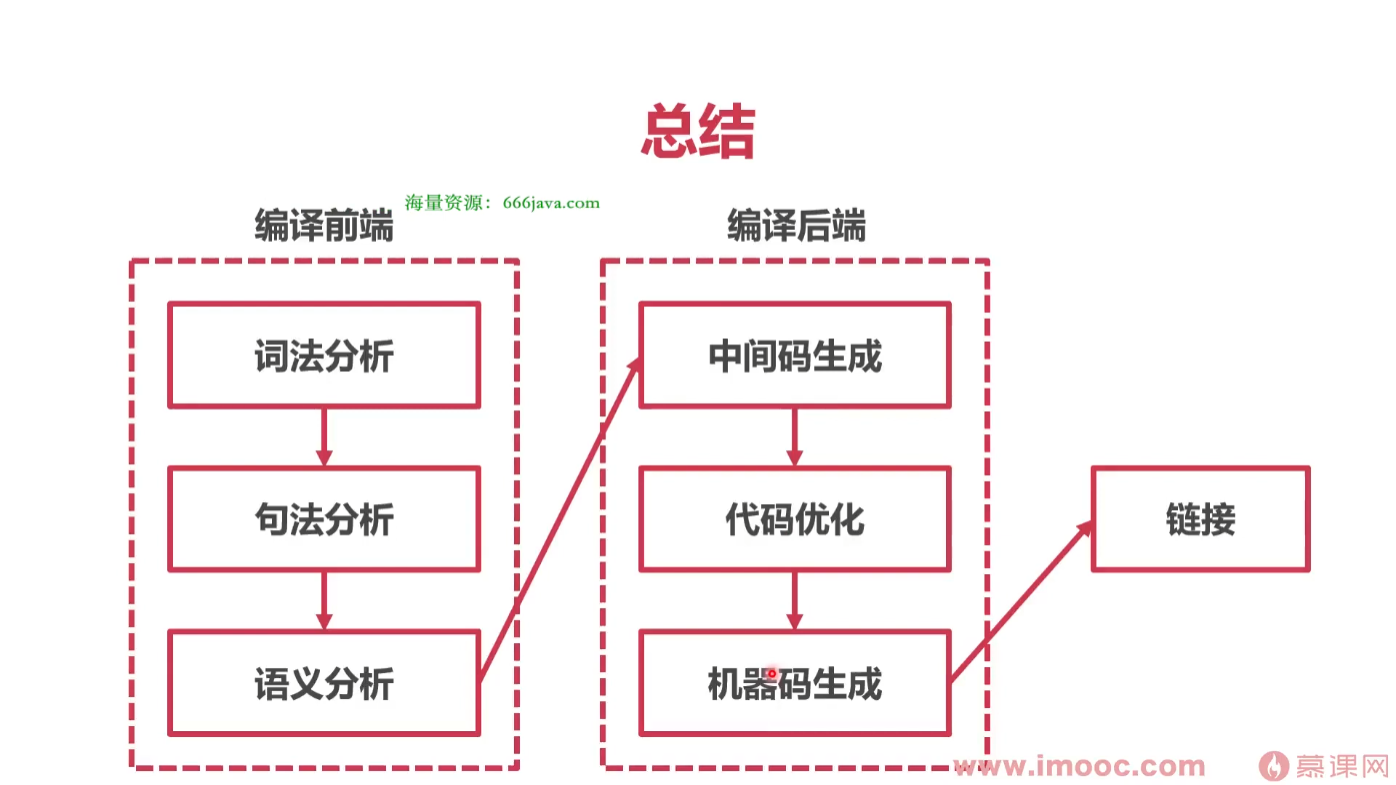 总结
海量资源：666java.com
编译前端
编译后端
词法分析
句法分析
语义分析
中间码生成
代码优化
机器码生成
链接
www.imooc.com
慕课网